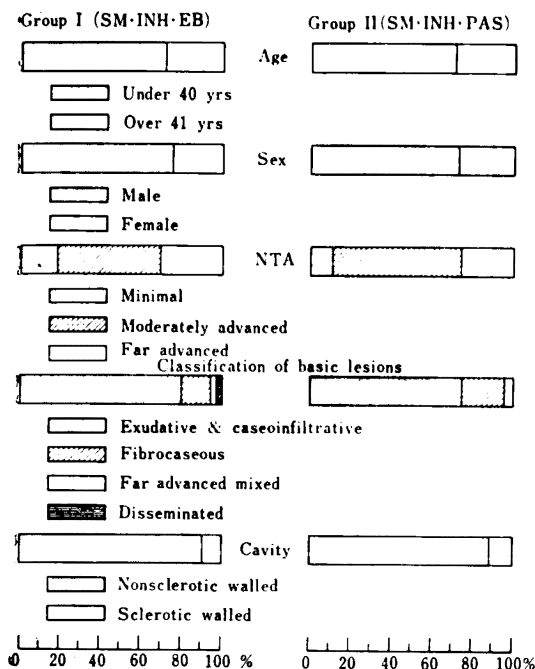 Group I (SM·INH·EB) Group II (SM·INH·PAS)
Age
Under 40 yrs
Over 41 yrs
Sex
Male
Female
NTA
Minimal
Moderately advanced
Far advanced
Classification of basic lesions
Exudative & caseoinfiltrative
Fibrocaseous
Far advanced mixed
Disseminated
Cavity
Nonsclerotic walled
Sclerotic walled
0 20 40 60 80 100 % 0 20 40 60 80 100%